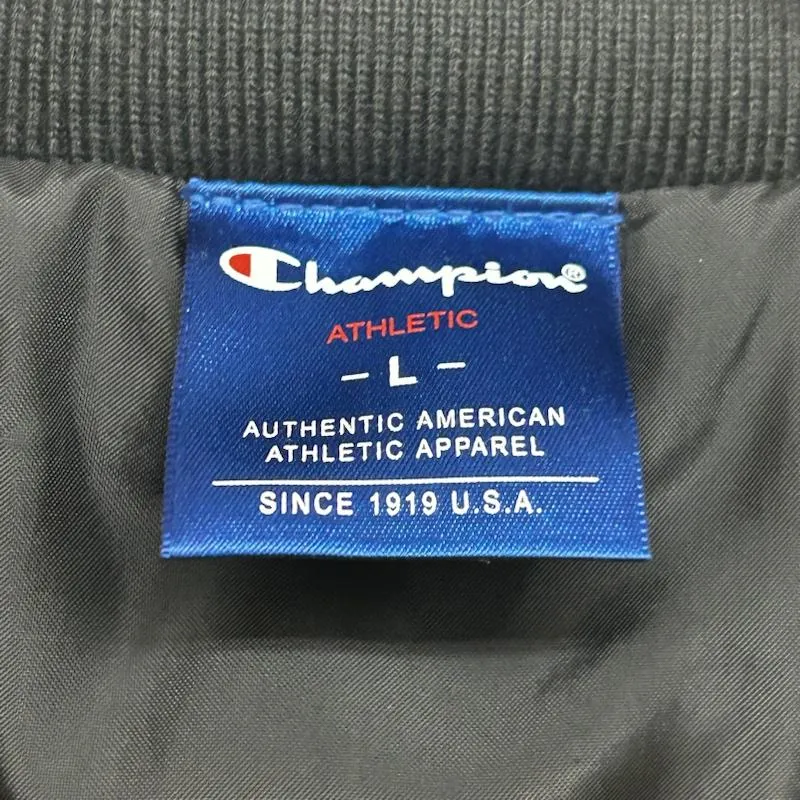 Champion®
ATHLETIC
- L -
AUTHENTIC AMERICAN
ATHLETIC APPAREL
SINCE 1919 U.S.A.